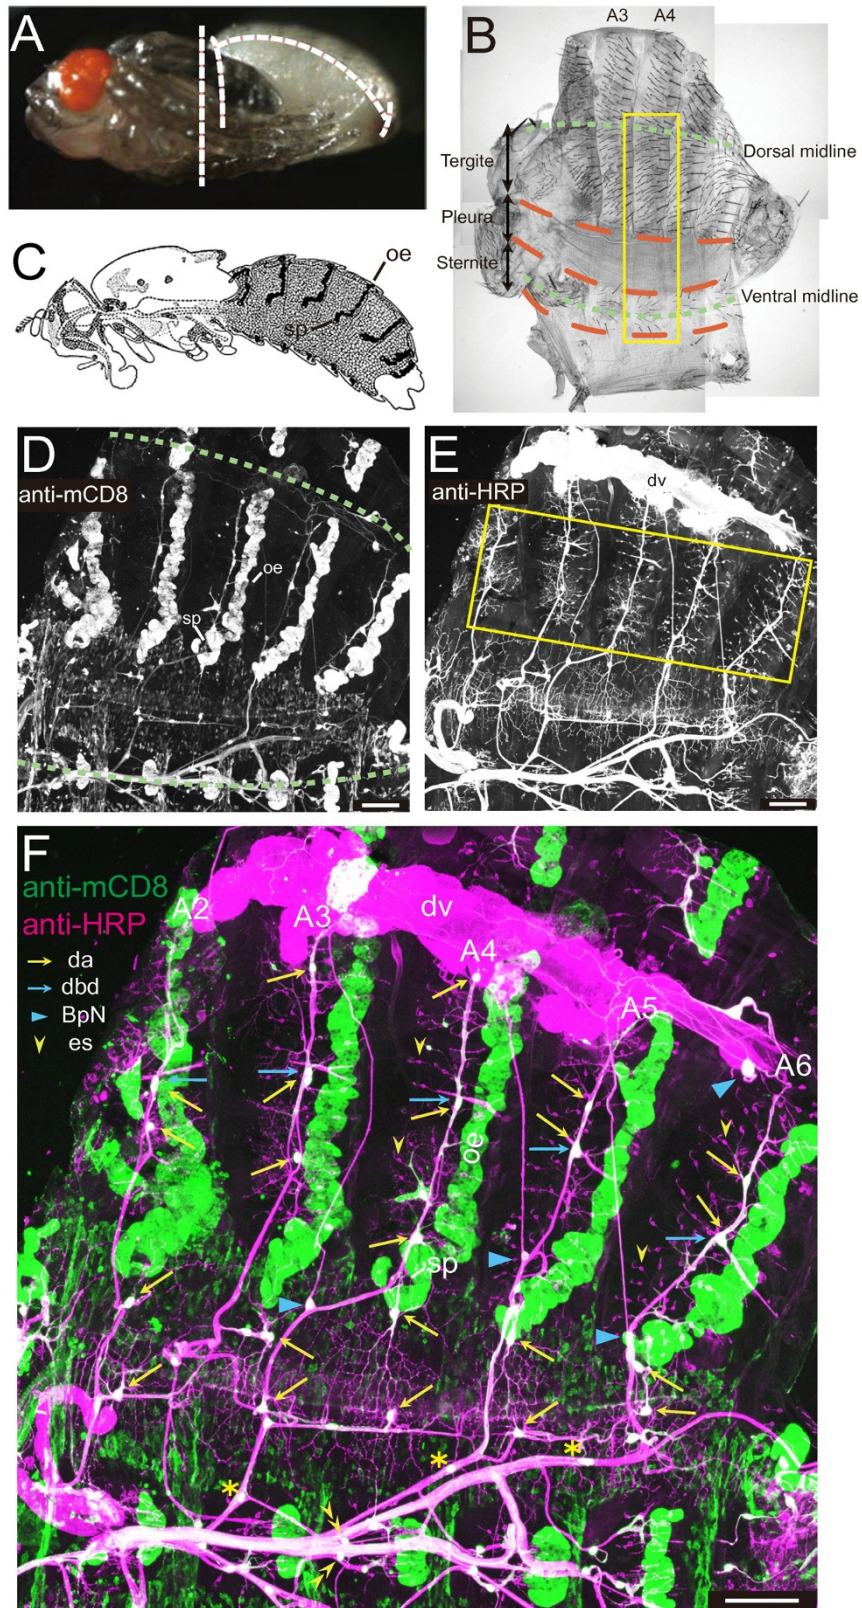 A
B
A3 A4
Tergite
Dorsal midline
Pleura
Sternite
Ventral midline
C
oe
sp
D
anti-mCD8
oe
sp
E
anti-HRP
dv
F
anti-mCD8
anti-HRP
da
dbd
BpN
es
A2
A3
dv
A4
A5
A6
oe
sp